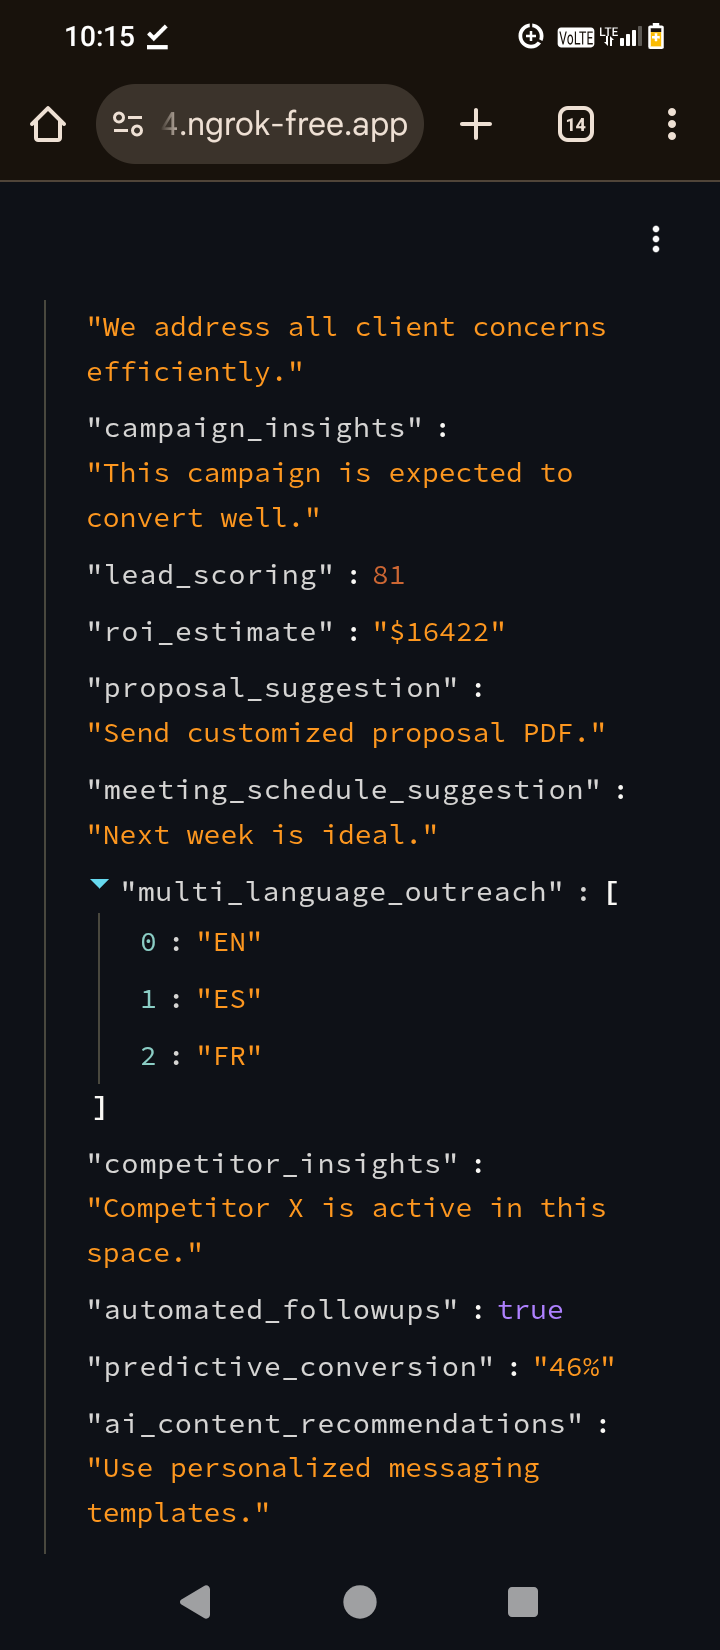 10:15
VoLTE LTE
4.ngrok-free.app
14
"We address all client concerns
efficiently."
"campaign_insights" :
"This campaign is expected to
convert well."
"lead_scoring" : 81
"roi_estimate" : "$16422"
"proposal_suggestion" :
"Send customized proposal PDF."
"meeting_schedule_suggestion" :
"Next week is ideal."
"multi_language_outreach" : [
0 : "EN"
1 : "ES"
2 : "FR"
]
"competitor_insights" :
"Competitor X is active in this
space."
"automated_followups" : true
"predictive_conversion" : "46%"
"ai_content_recommendations" :
"Use personalized messaging
templates."